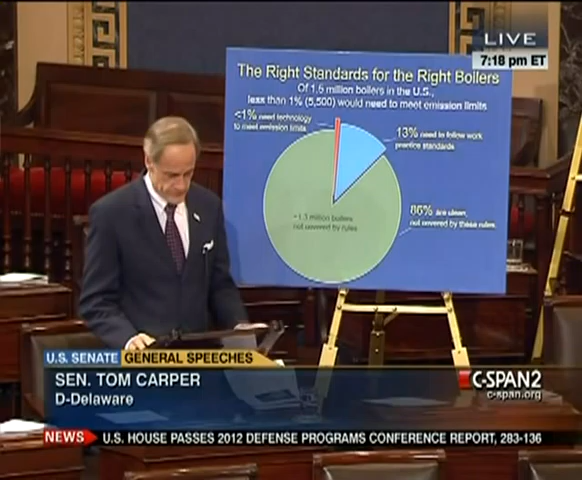 LIVE
7:18 pm ET
The Right Standards for the Right Boilers
Of 1.5 million boilers in the U.S.,
less than 1% (5,500) would need to meet emission limits
<1% need technology
to meet emission limits
13% need to follow work
practice standards
86% are clean,
not covered by these rules.
~1.3 million boilers
not covered by rules
U.S. SENATE GENERAL SPEECHES
SEN. TOM CARPER
D-Delaware
C-SPAN2
c-span.org
NEWS U.S. HOUSE PASSES 2012 DEFENSE PROGRAMS CONFERENCE REPORT, 283-136